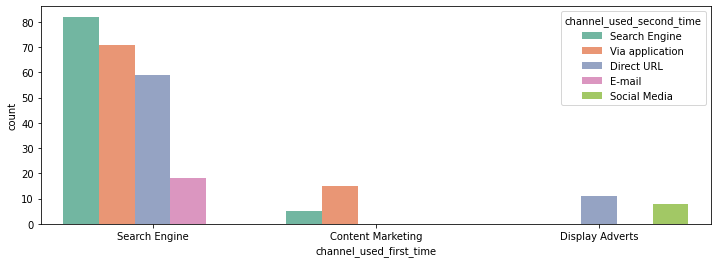 channel_used_second_time
Search Engine
Via application
Direct URL
E-mail
Social Media
80
70
60
50
40
30
20
10
0
count
Search Engine
Content Marketing
Display Adverts
channel_used_first_time